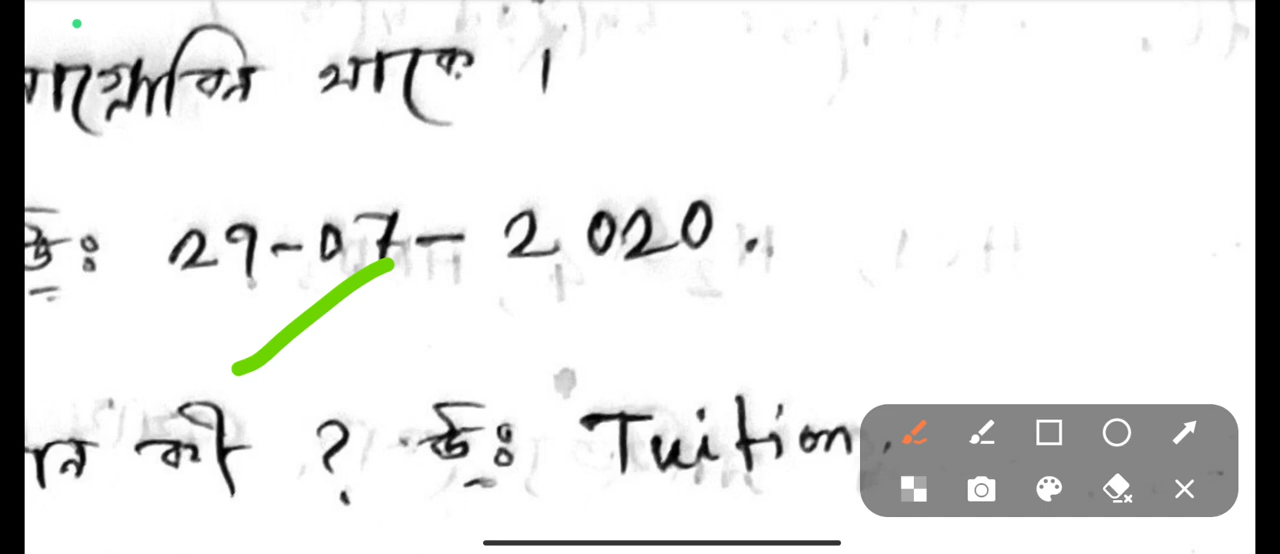 থাকে ।
উঃ 29-07-2020.
কী ? উঃ Tuition.